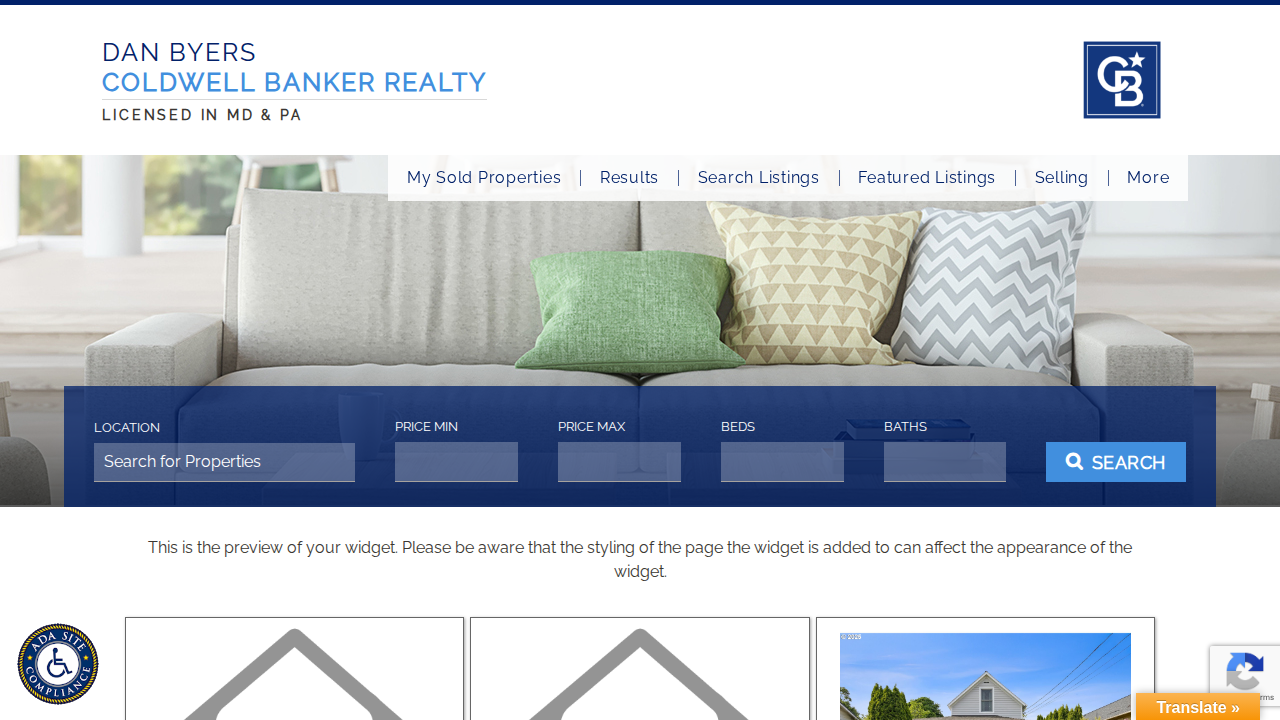 DAN BYERS
COLDWELL BANKER REALTY
LICENSED IN MD & PA
CB
My Sold Properties
Results
Search Listings
Featured Listings
Selling
More
LOCATION
PRICE MIN
PRICE MAX
BEDS
BATHS
Search for Properties
SEARCH
This is the preview of your widget. Please be aware that the styling of the page the widget is added to can affect the appearance of the
widget.
ADA SITE
COMPLIANCE
Translate »